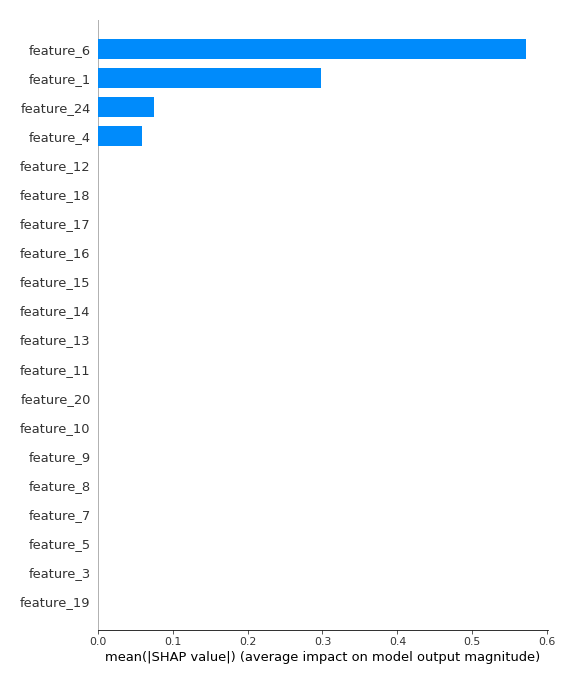 feature_6
feature_1
feature_24
feature_4
feature_12
feature_18
feature_17
feature_16
feature_15
feature_14
feature_13
feature_11
feature_20
feature_10
feature_9
feature_8
feature_7
feature_5
feature_3
feature_19
0.0 0.1 0.2 0.3 0.4 0.5 0.6
mean(|SHAP value|) (average impact on model output magnitude)